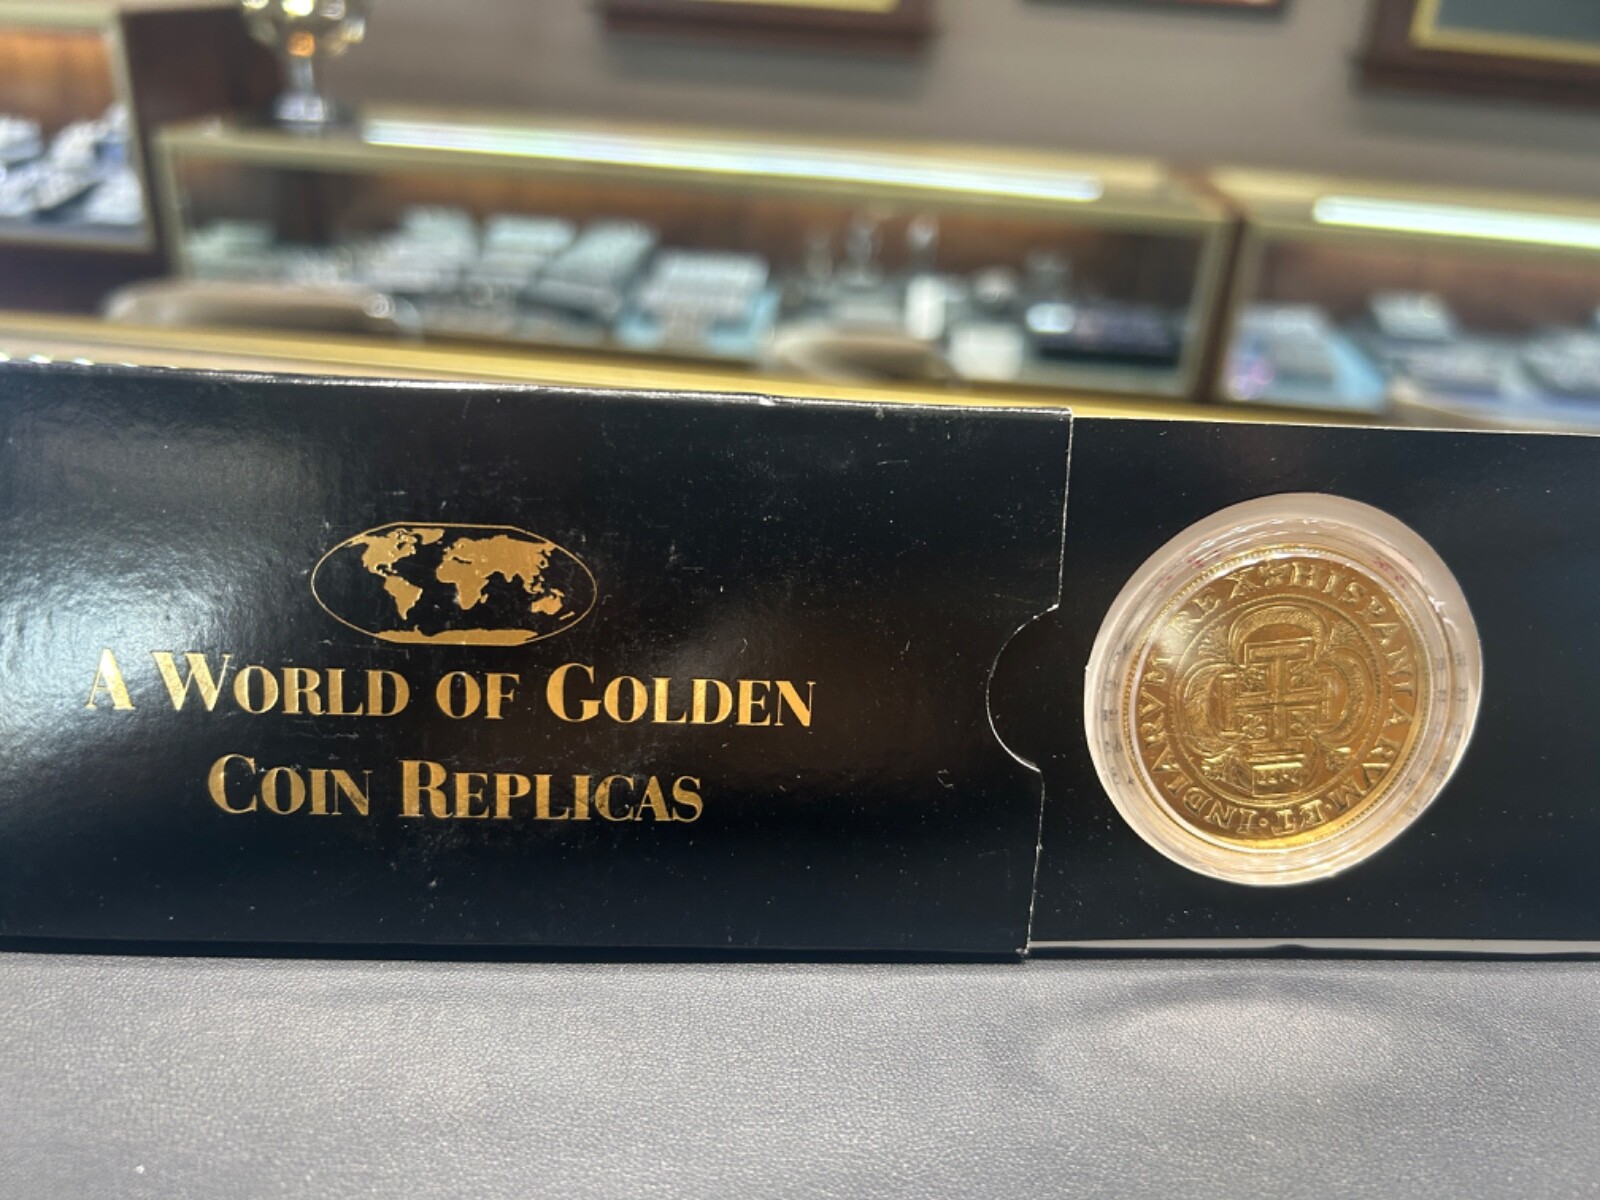 A WORLD OF GOLDEN
COIN REPLICAS
HISPANIARVM·ET·INDIARVM REX